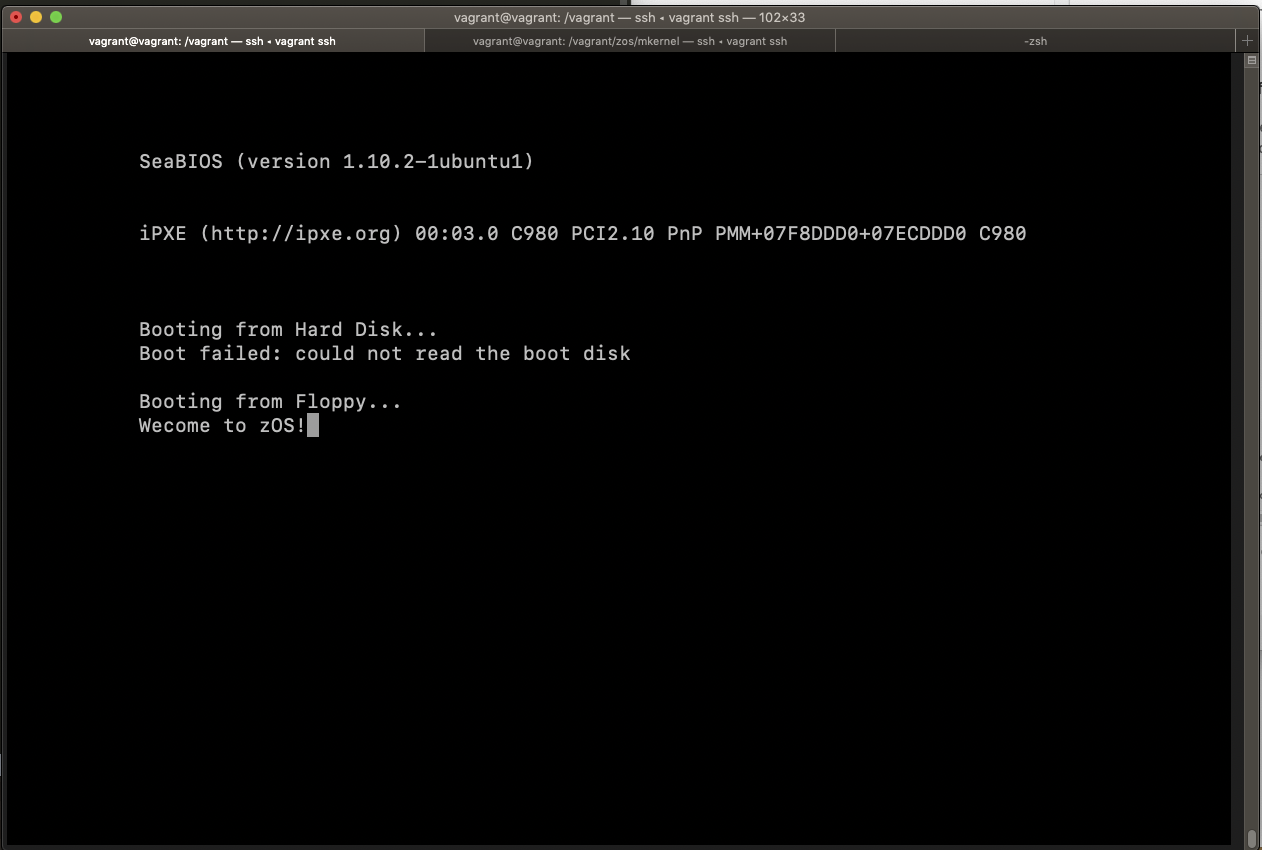 vagrant@vagrant: /vagrant — ssh ◂ vagrant ssh — 102×33
vagrant@vagrant: /vagrant — ssh ◂ vagrant ssh
vagrant@vagrant: /vagrant/zos/mkernel — ssh ◂ vagrant ssh
-zsh
SeaBIOS (version 1.10.2-1ubuntu1)
iPXE (http://ipxe.org) 00:03.0 C980 PCI2.10 PnP PMM+07F8DDD0+07ECDDD0 C980
Booting from Hard Disk...
Boot failed: could not read the boot disk
Booting from Floppy...
Wecome to zOS!